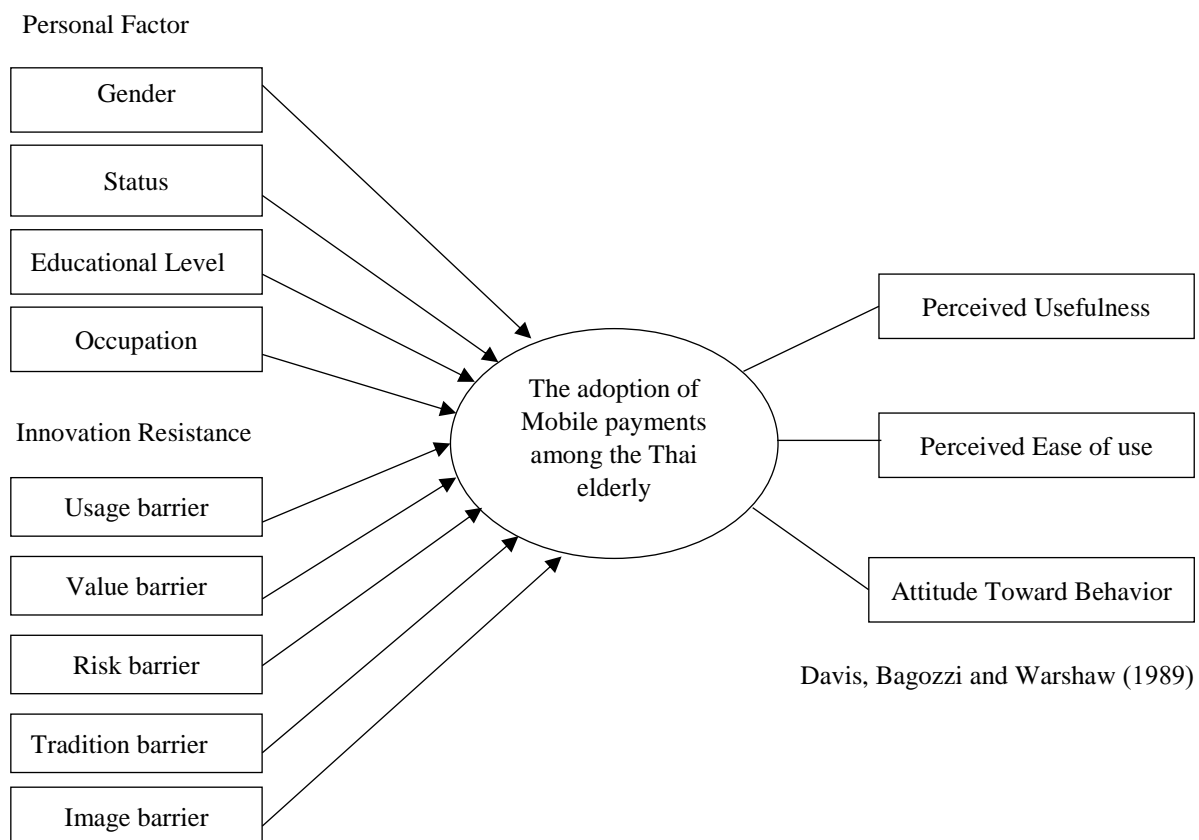 Personal Factor
Gender
Status
Educational Level
Occupation
Innovation Resistance
Usage barrier
Value barrier
Risk barrier
Tradition barrier
Image barrier
The adoption of
Mobile payments
among the Thai
elderly
Perceived Usefulness
Perceived Ease of use
Attitude Toward Behavior
Davis, Bagozzi and Warshaw (1989)